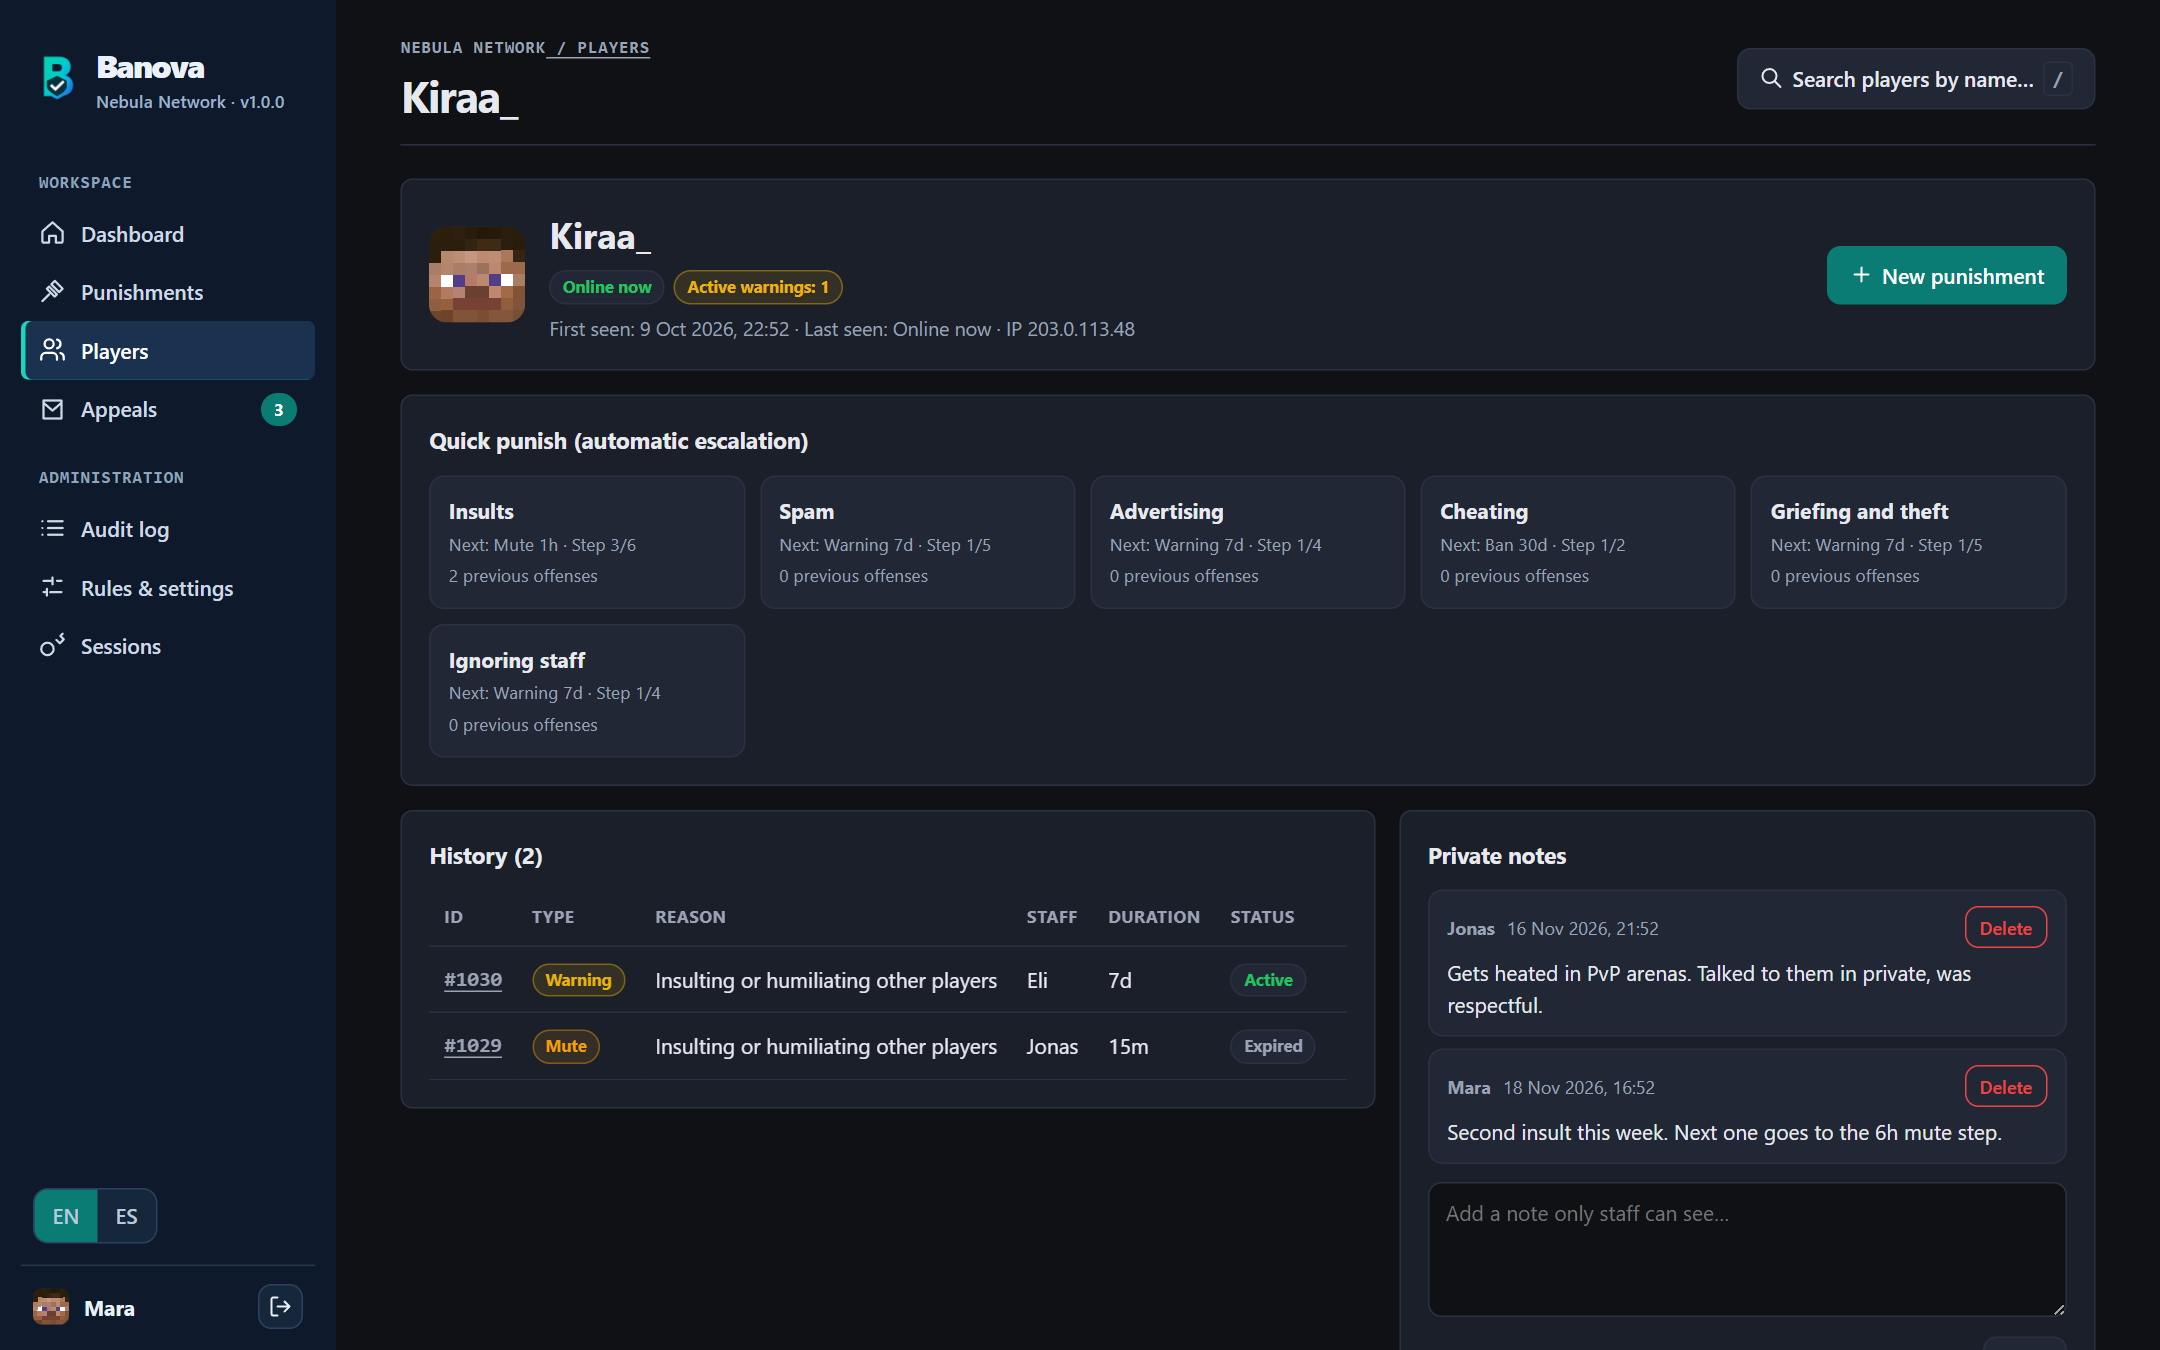 Banova
Nebula Network · v1.0.0
WORKSPACE
Dashboard
Punishments
Players
Appeals 3
ADMINISTRATION
Audit log
Rules & settings
Sessions
EN ES
Mara
NEBULA NETWORK / PLAYERS
Kiraa_
Search players by name... /
Kiraa_
Online now Active warnings: 1
First seen: 9 Oct 2026, 22:52 · Last seen: Online now · IP 203.0.113.48
+ New punishment
Quick punish (automatic escalation)
Insults
Next: Mute 1h · Step 3/6
2 previous offenses
Spam
Next: Warning 7d · Step 1/5
0 previous offenses
Advertising
Next: Warning 7d · Step 1/4
0 previous offenses
Cheating
Next: Ban 30d · Step 1/2
0 previous offenses
Griefing and theft
Next: Warning 7d · Step 1/5
0 previous offenses
Ignoring staff
Next: Warning 7d · Step 1/4
0 previous offenses
History (2)
ID TYPE REASON STAFF DURATION STATUS
#1030 Warning Insulting or humiliating other players Eli 7d Active
#1029 Mute Insulting or humiliating other players Jonas 15m Expired
Private notes
Jonas 16 Nov 2026, 21:52 Delete
Gets heated in PvP arenas. Talked to them in private, was
respectful.
Mara 18 Nov 2026, 16:52 Delete
Second insult this week. Next one goes to the 6h mute step.
Add a note only staff can see...